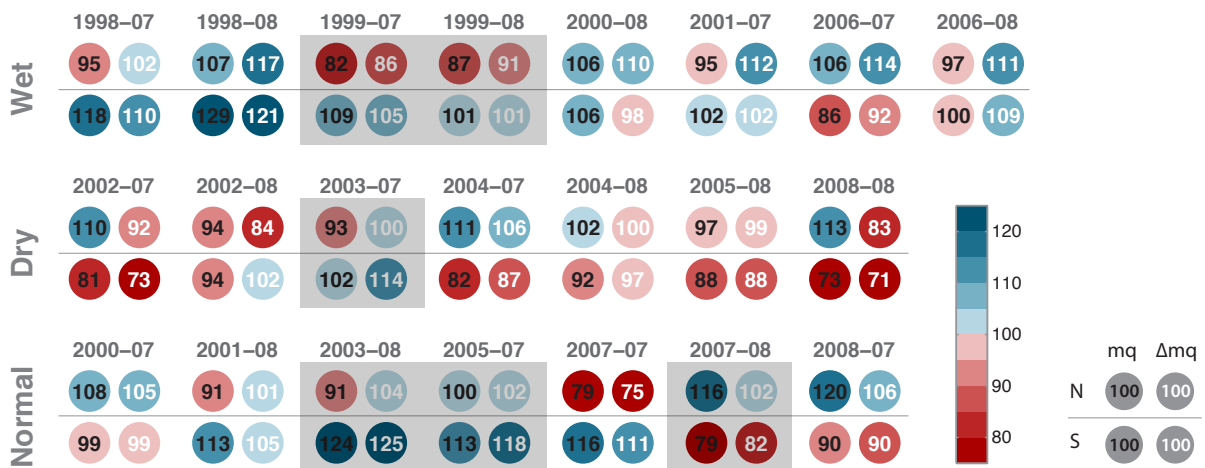 1998–07 1998–08 1999–07 1999–08 2000–08 2001–07 2006–07 2006–08
Wet
95 102 107 117 82 86 87 91 106 110 95 112 106 114 97 111
118 110 129 121 109 105 101 101 106 98 102 102 86 92 100 109
2002–07 2002–08 2003–07 2004–07 2004–08 2005–08 2008–08
Dry
110 92 94 84 93 100 111 106 102 100 97 99 113 83
81 73 94 102 102 114 82 87 92 97 88 88 73 71
2000–07 2001–08 2003–08 2005–07 2007–07 2007–08 2008–07
Normal
108 105 91 101 91 104 100 102 79 75 116 102 120 106
99 99 113 105 124 125 113 118 116 111 79 82 90 90
120
110
100
90
80
mq Δmq
N 100 100
S 100 100